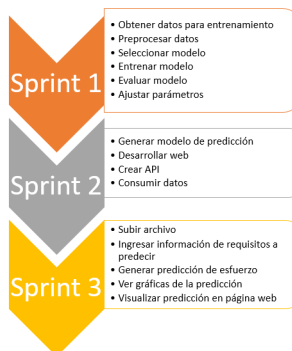 Sprint 1
• Obtener datos para entrenamiento
• Preprocesar datos
• Seleccionar modelo
• Entrenar modelo
• Evaluar modelo
• Ajustar parámetros
Sprint 2
• Generar modelo de predicción
• Desarrollar web
• Crear API
• Consumir datos
Sprint 3
• Subir archivo
• Ingresar información de requisitos a
predecir
• Generar predicción de esfuerzo
• Ver gráficas de la predicción
• Visualizar predicción en página web